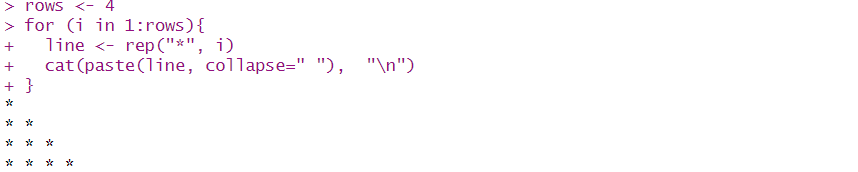 > rows <- 4
> for (i in 1:rows){
+   line <- rep("*", i)
+   cat(paste(line, collapse=" "),  "\n")
+ }
*
* *
* * *
* * * *